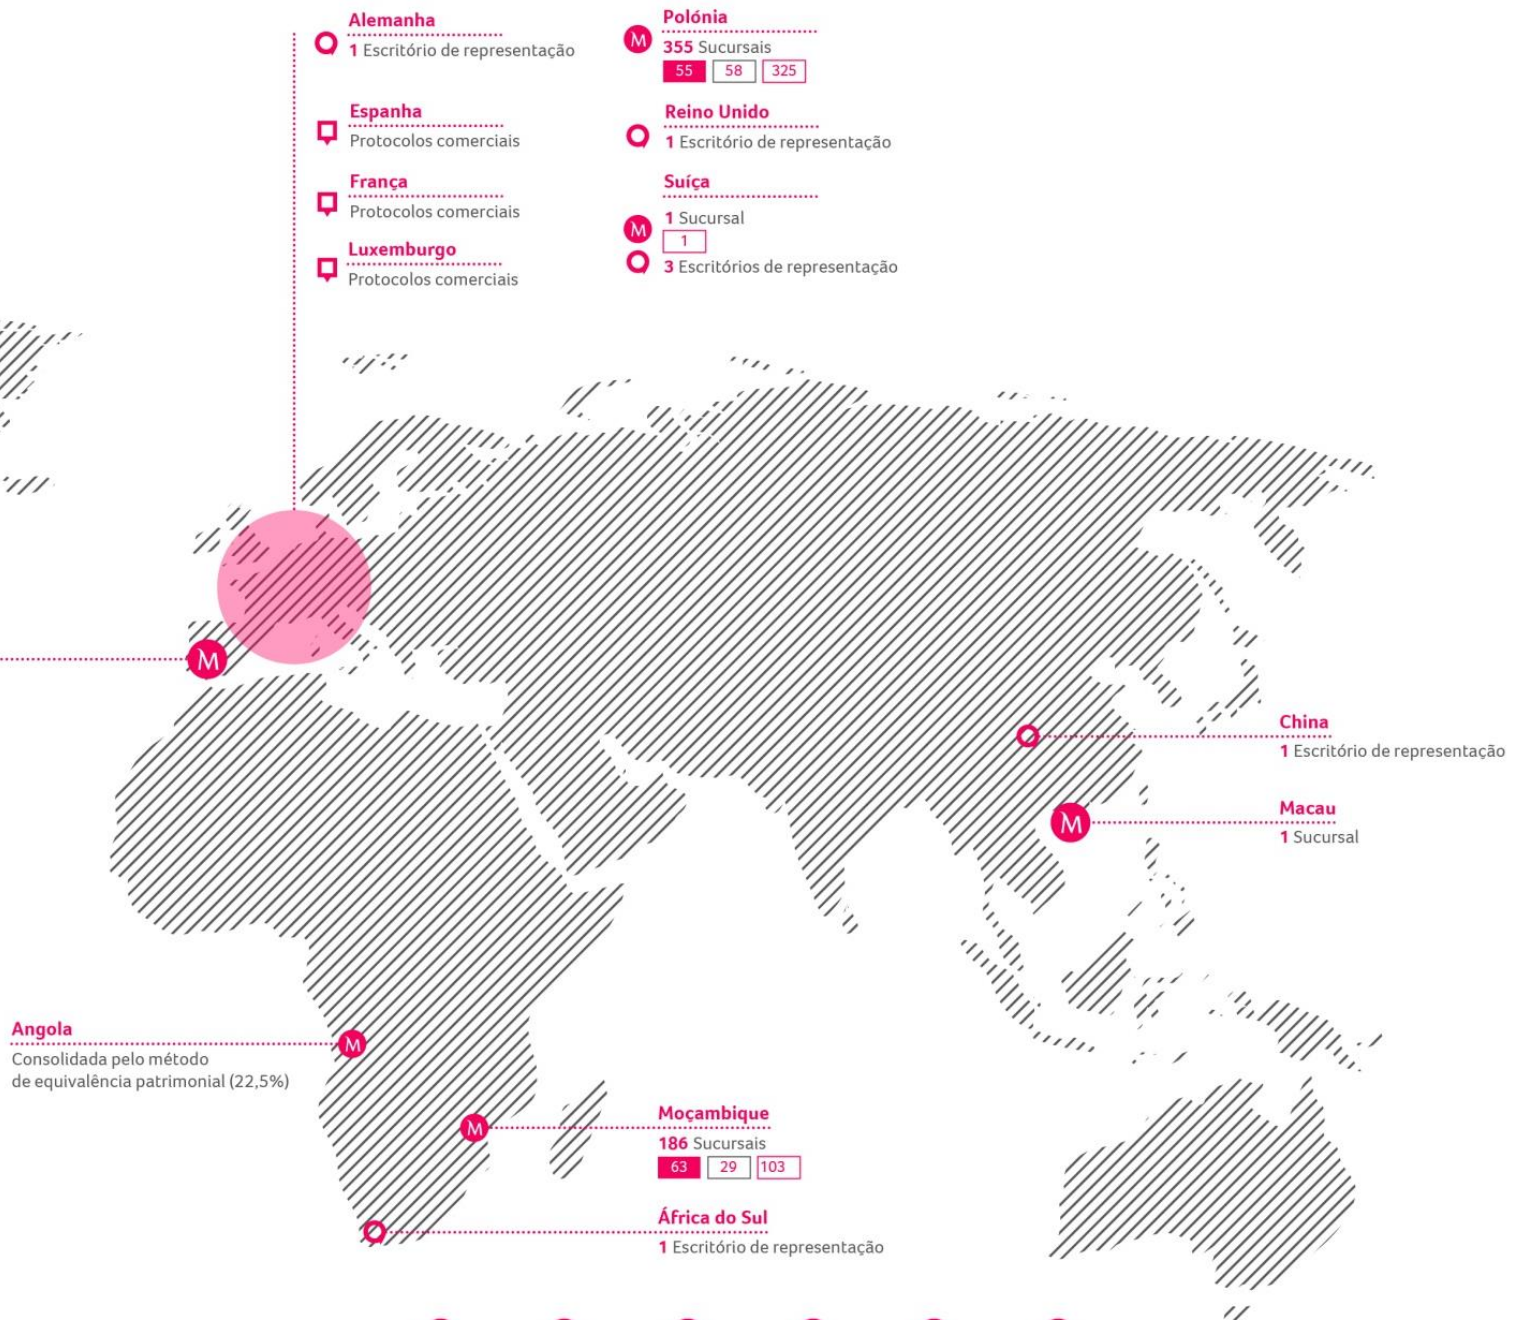 Alemanha
1 Escritório de representação
Espanha
Protocolos comerciais
França
Protocolos comerciais
Luxemburgo
Protocolos comerciais
M
Polónia
355 Sucursais
55 58 325
Reino Unido
1 Escritório de representação
Suíça
M
1 Sucursal
1
3 Escritórios de representação
M
China
1 Escritório de representação
M
Macau
1 Sucursal
Angola
M
Consolidada pelo método
de equivalência patrimonial (22,5%)
Moçambique
M
186 Sucursais
63 29 103
África do Sul
1 Escritório de representação